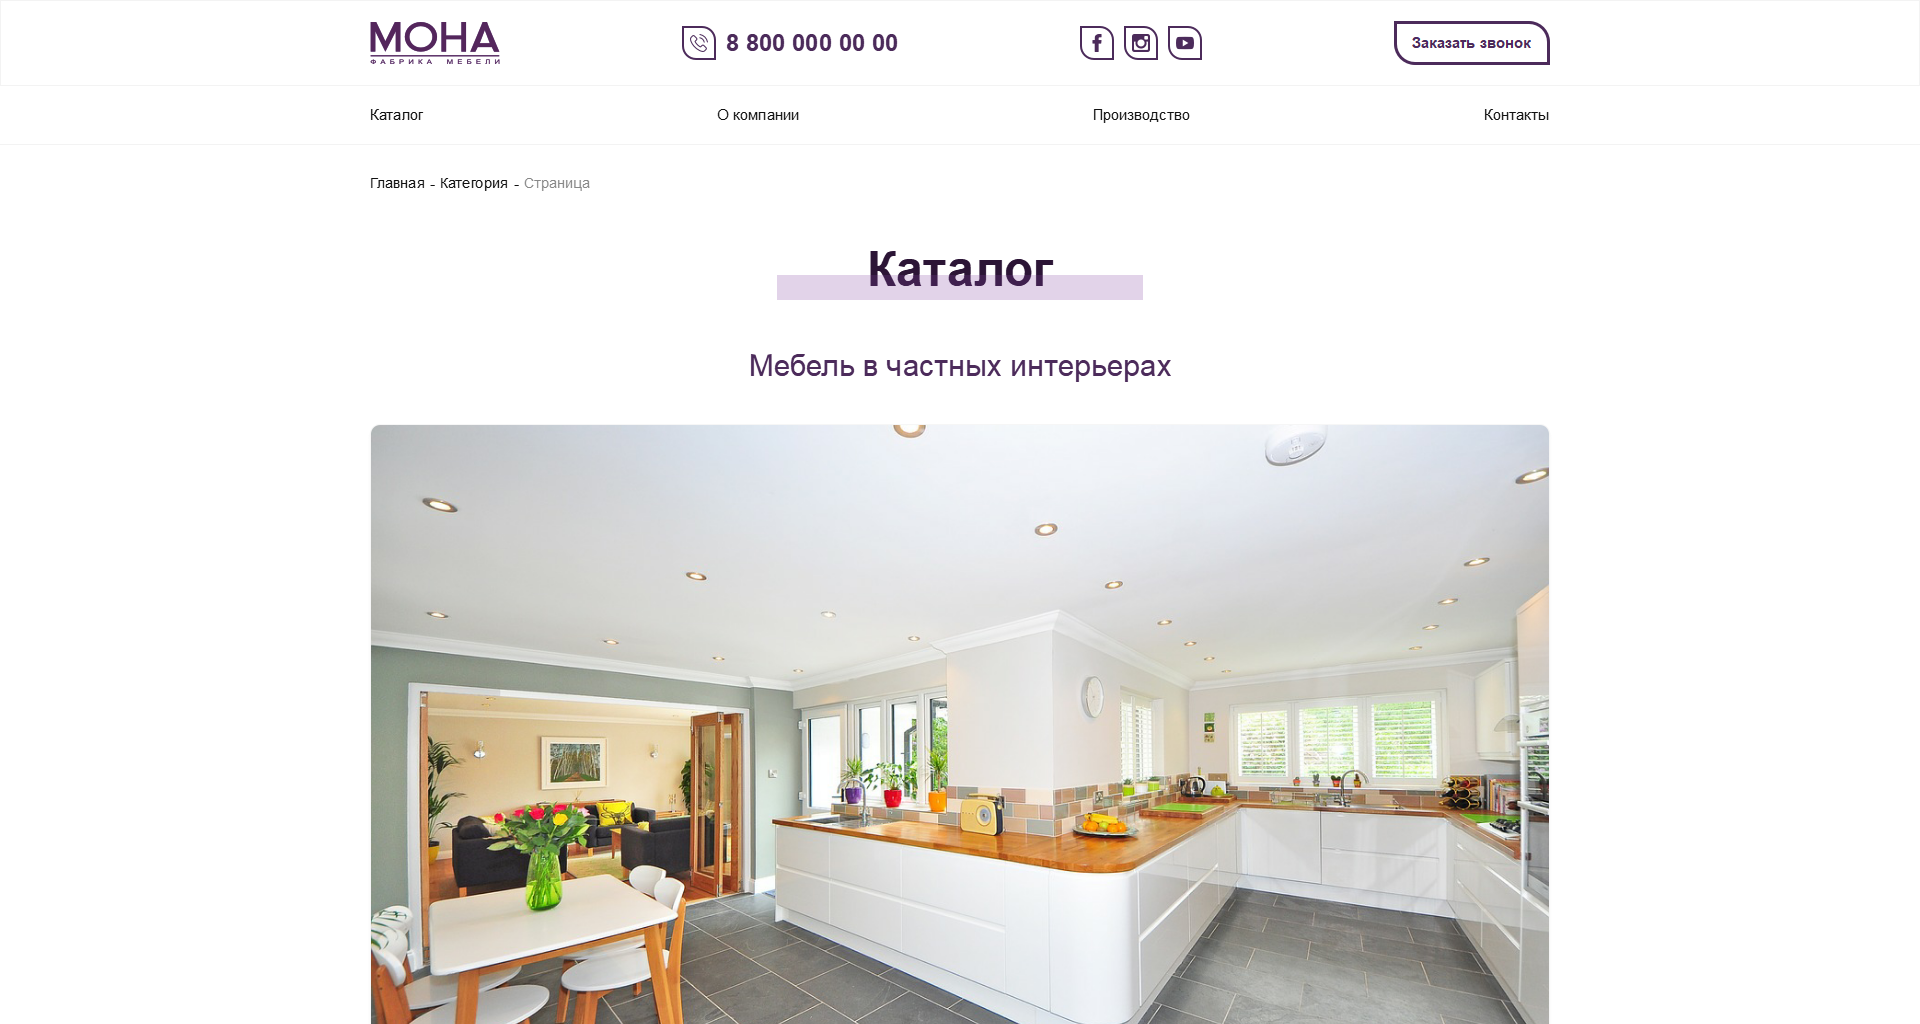 МОНА
ФАБРИКА МЕБЕЛИ
8 800 000 00 00
Заказать звонок
Каталог
О компании
Производство
Контакты
Главная - Категория - Страница
Каталог
Мебель в частных интерьерах